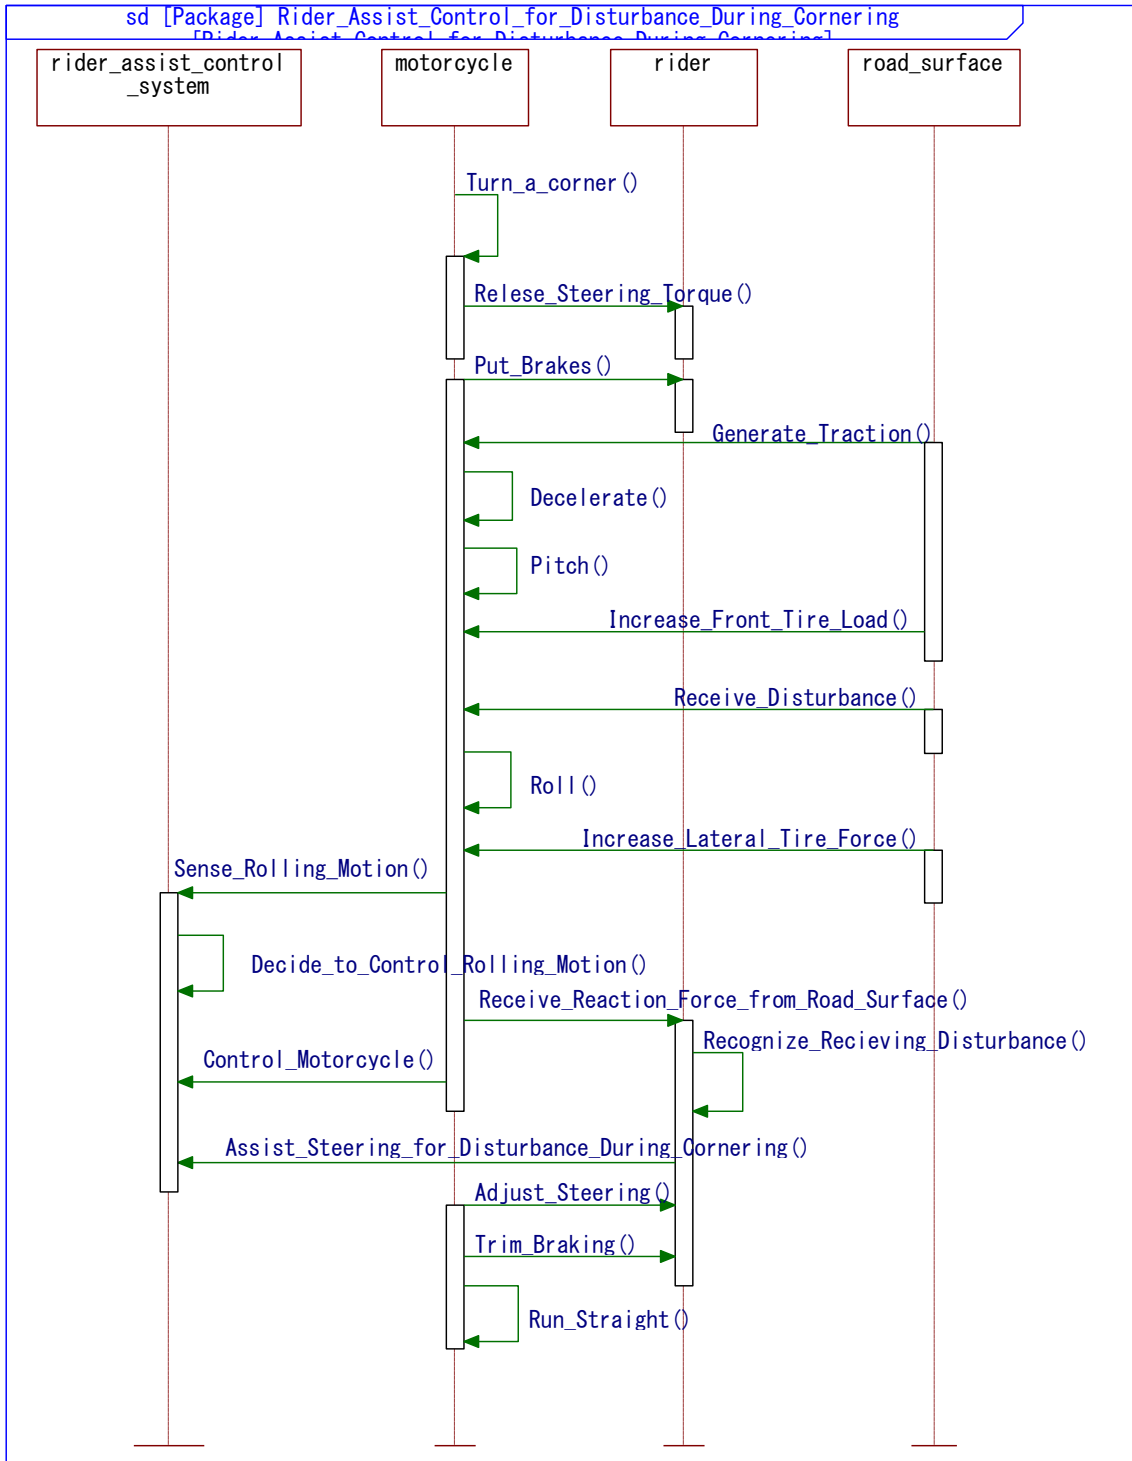 sd [Package] Rider_Assist_Control_for_Disturbance_During_Cornering
[Rider_Assist_Control_for_Disturbance_During_Cornering]
rider_assist_control
_system
motorcycle
rider
road_surface
Turn_a_corner()
Relese_Steering_Torque()
Put_Brakes()
Generate_Traction()
Decelerate()
Pitch()
Increase_Front_Tire_Load()
Receive_Disturbance()
Roll()
Increase_Lateral_Tire_Force()
Sense_Rolling_Motion()
Decide_to_Control_Rolling_Motion()
Receive_Reaction_Force_from_Road_Surface()
Recognize_Recieving_Disturbance()
Control_Motorcycle()
Assist_Steering_for_Disturbance_During_Cornering()
Adjust_Steering()
Trim_Braking()
Run_Straight()